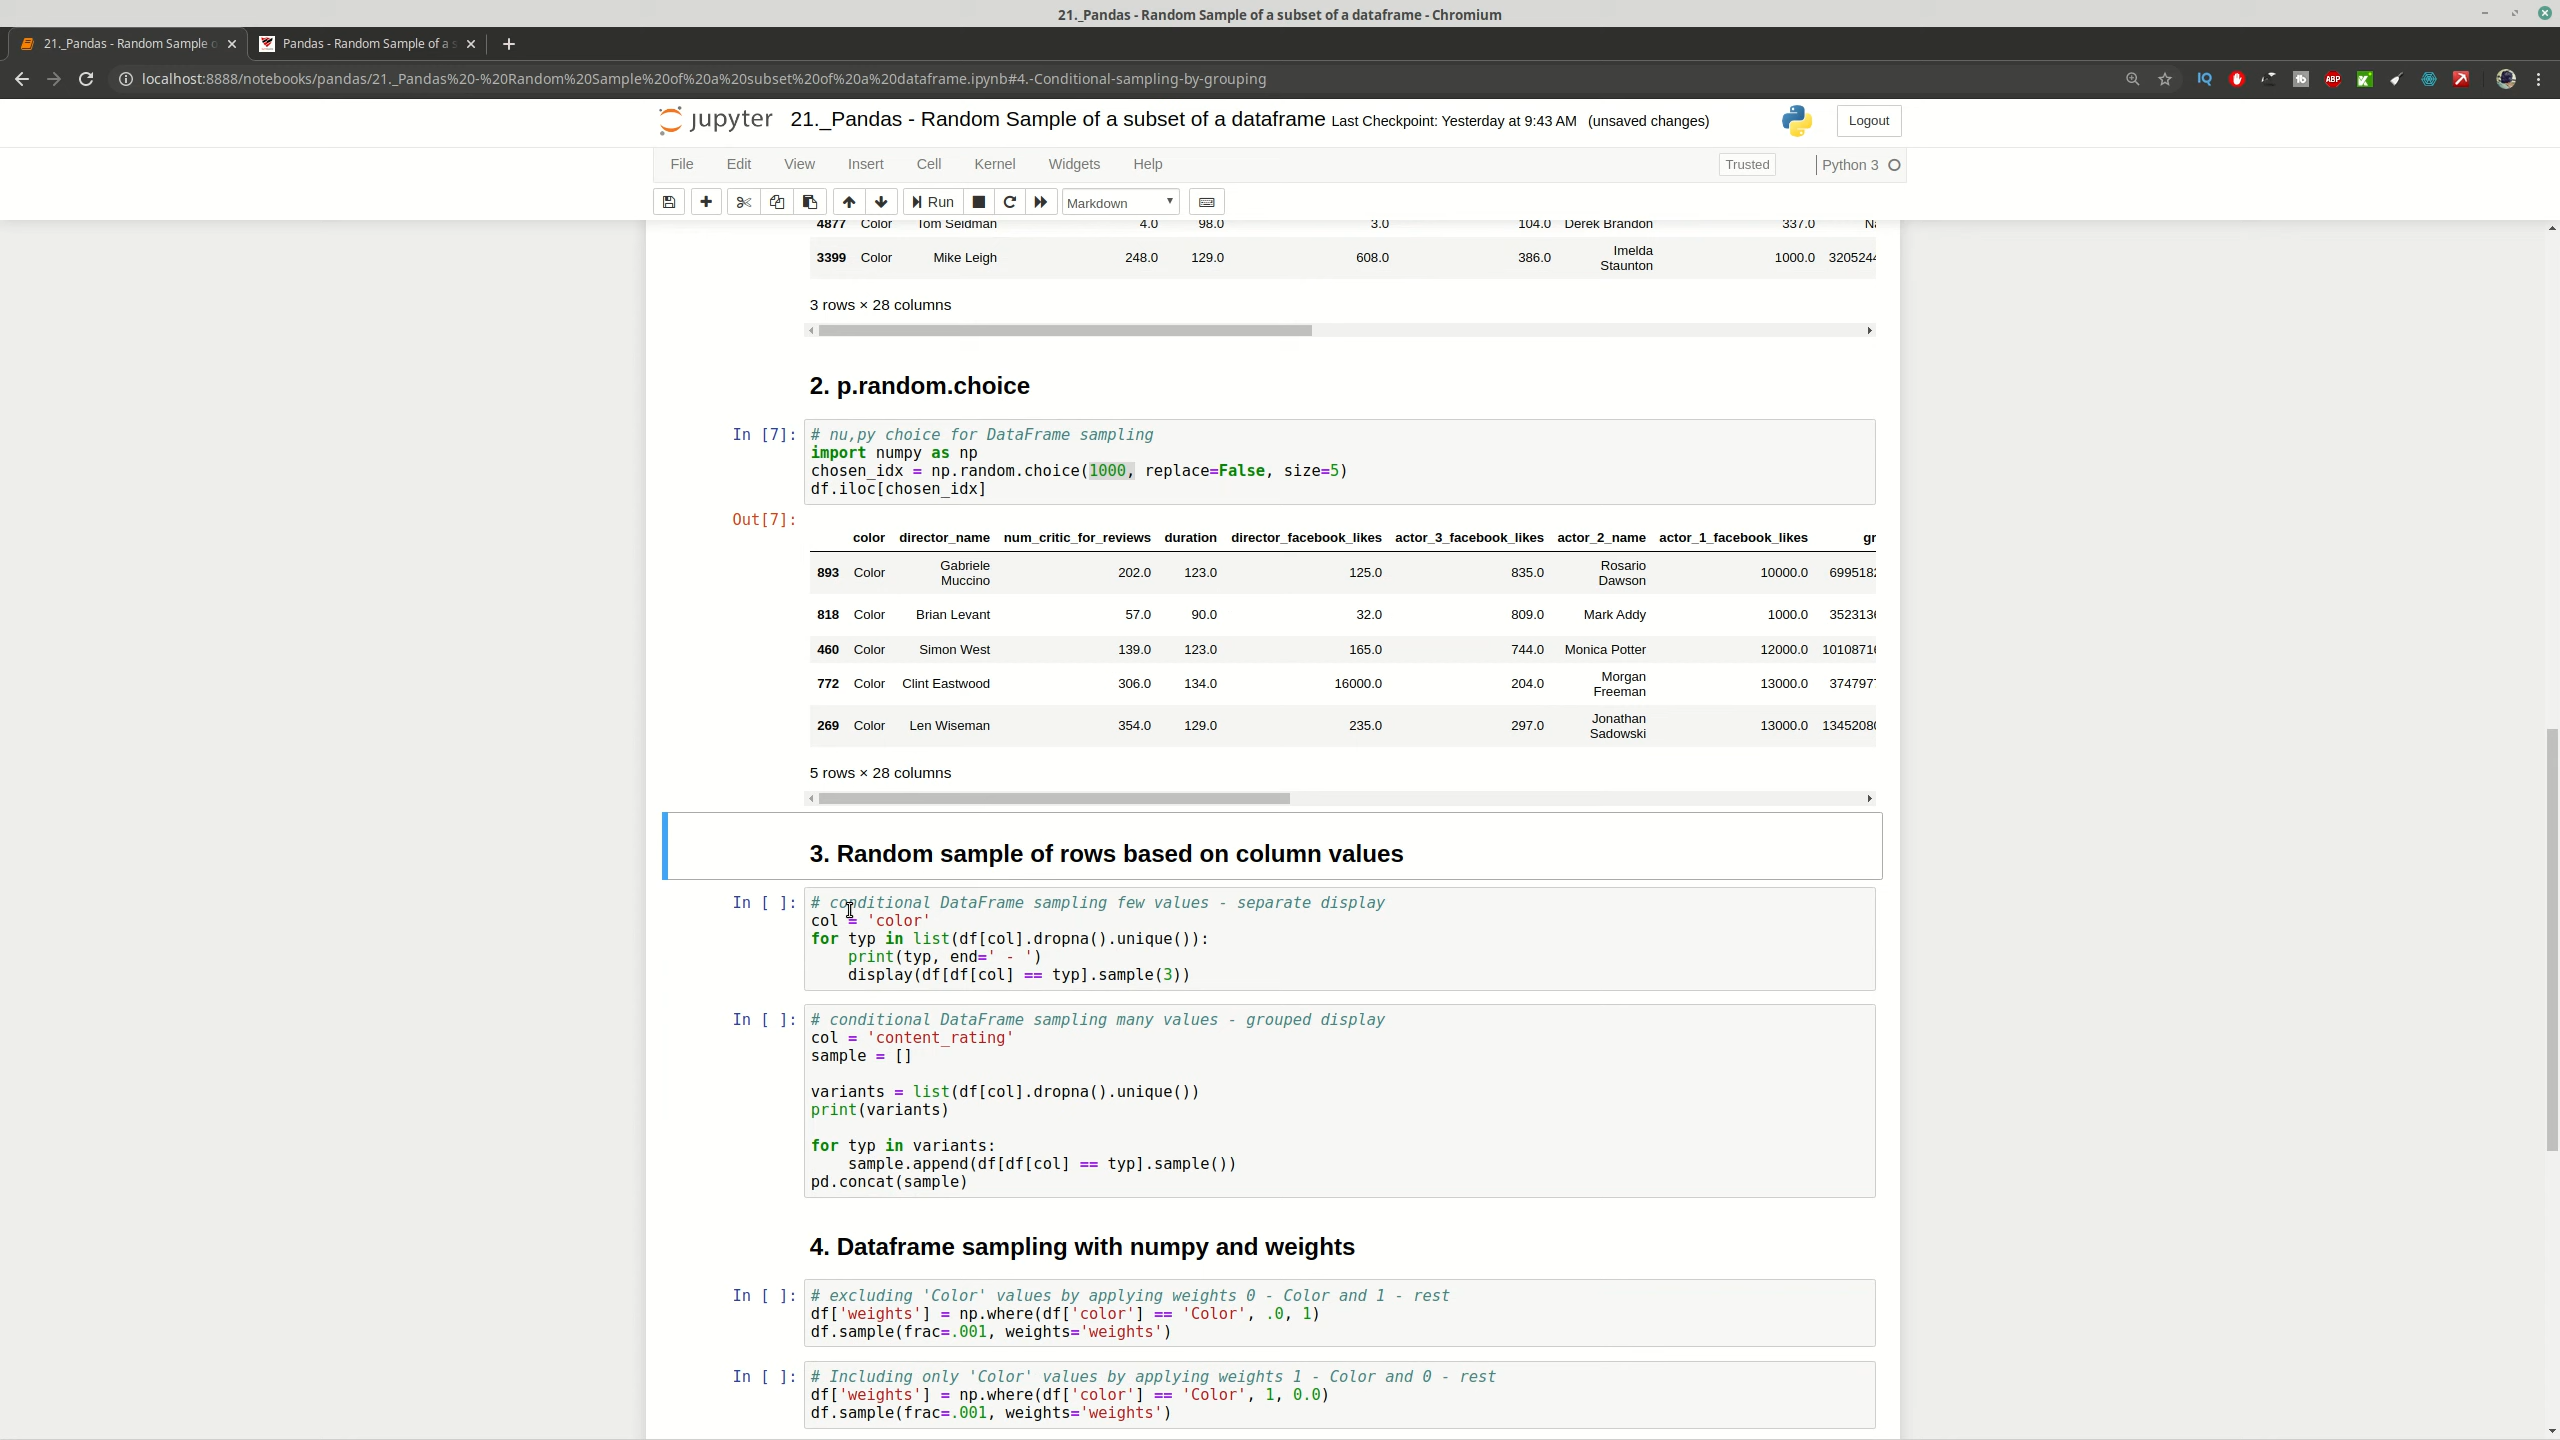 21._Pandas - Random Sample of a subset of a dataframe - Chromium
21._Pandas - Random Sample o
Pandas - Random Sample of a s
localhost:8888/notebooks/pandas/21._Pandas%20-%20Random%20Sample%20of%20a%20subset%20of%20a%20dataframe.ipynb#4.-Conditional-sampling-by-grouping
IQ
tb
ABP
jupyter 21._Pandas - Random Sample of a subset of a dataframe Last Checkpoint: Yesterday at 9:43 AM (unsaved changes) Logout
File Edit View Insert Cell Kernel Widgets Help Trusted Python 3
Run Markdown
4877 Color Tom Seidman 4.0 98.0 3.0 104.0 Derek Brandon 337.0
3399 Color Mike Leigh 248.0 129.0 608.0 386.0 Imelda Staunton 1000.0 3205244
3 rows × 28 columns
2. p.random.choice
In [7]: # nu,py choice for DataFrame sampling
import numpy as np
chosen_idx = np.random.choice(1000, replace=False, size=5)
df.iloc[chosen_idx]
Out[7]:
color director_name num_critic_for_reviews duration director_facebook_likes actor_3_facebook_likes actor_2_name actor_1_facebook_likes gr
893 Color Gabriele Muccino 202.0 123.0 125.0 835.0 Rosario Dawson 10000.0 6995182
818 Color Brian Levant 57.0 90.0 32.0 809.0 Mark Addy 1000.0 3523136
460 Color Simon West 139.0 123.0 165.0 744.0 Monica Potter 12000.0 10108716
772 Color Clint Eastwood 306.0 134.0 16000.0 204.0 Morgan Freeman 13000.0 3747977
269 Color Len Wiseman 354.0 129.0 235.0 297.0 Jonathan Sadowski 13000.0 13452080
5 rows × 28 columns
3. Random sample of rows based on column values
In [ ]: # conditional DataFrame sampling few values - separate display
col = 'color'
for typ in list(df[col].dropna().unique()):
    print(typ, end=' - ')
    display(df[df[col] == typ].sample(3))
In [ ]: # conditional DataFrame sampling many values - grouped display
col = 'content_rating'
sample = []
variants = list(df[col].dropna().unique())
print(variants)
for typ in variants:
    sample.append(df[df[col] == typ].sample())
pd.concat(sample)
4. Dataframe sampling with numpy and weights
In [ ]: # excluding 'Color' values by applying weights 0 - Color and 1 - rest
df['weights'] = np.where(df['color'] == 'Color', .0, 1)
df.sample(frac=.001, weights='weights')
In [ ]: # Including only 'Color' values by applying weights 1 - Color and 0 - rest
df['weights'] = np.where(df['color'] == 'Color', 1, 0.0)
df.sample(frac=.001, weights='weights')